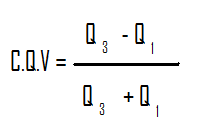 C.Q.V = Q₃ - Q₁
Q₃ + Q₁